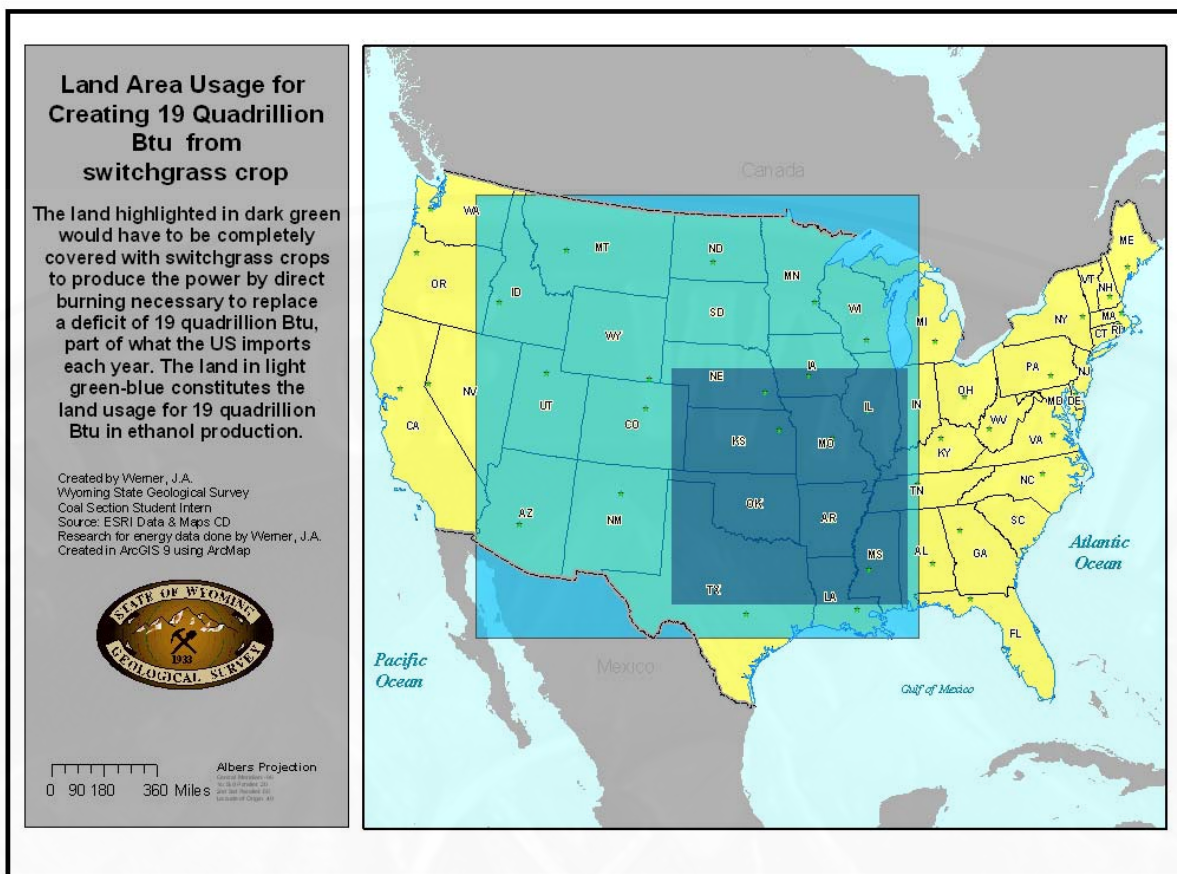 Land Area Usage for
Creating 19 Quadrillion
Btu from
switchgrass crop
The land highlighted in dark green
would have to be completely
covered with switchgrass crops
to produce the power by direct
burning necessary to replace
a deficit of 19 quadrillion Btu,
part of what the US imports
each year. The land in light
green-blue constitutes the
land usage for 19 quadrillion
Btu in ethanol production.
Created by Werner, J.A.
Wyoming State Geological Survey
Coal Section Student Intern
Source: ESRI Data & Maps CD
Research for energy data done by Werner, J.A.
Created in ArcGIS 9 using ArcMap
STATE OF WYOMING
1933
GEOLOGICAL SURVEY
Albers Projection
0 90 180 360 Miles
Canada
WA
MT
ND
MN
ME
OR
ID
SD
WI
MI
VT
NH
NY
MA
CT
RI
WY
IA
NE
PA
NJ
NV
UT
CO
IL
IN
OH
MD
DE
WV
VA
CA
KS
MO
KY
NC
TN
AZ
NM
OK
AR
SC
MS
AL
GA
TX
LA
FL
Atlantic
Ocean
Pacific
Ocean
Mexico
Gulf of Mexico